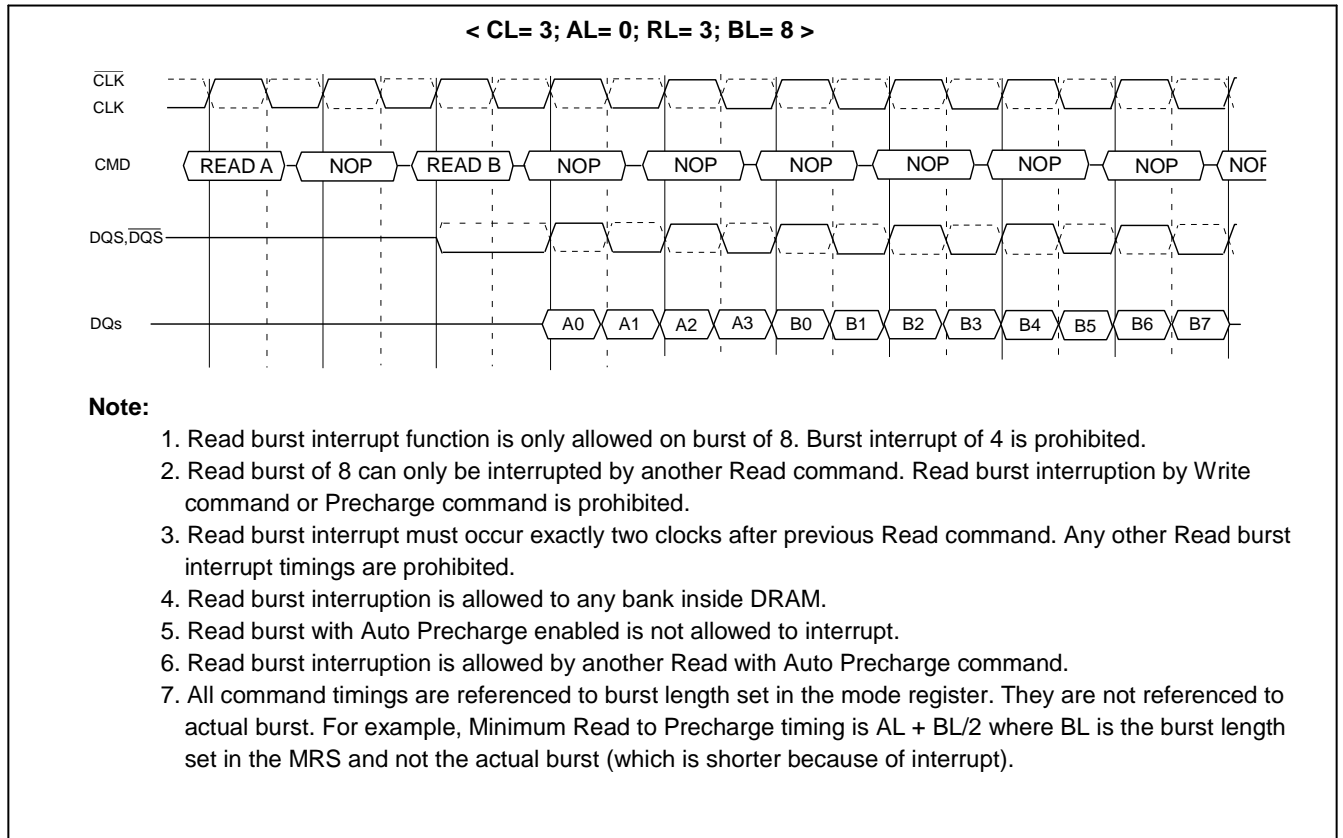 < CL= 3; AL= 0; RL= 3; BL= 8 >
CLK
CLK
CMD
READ A
NOP
READ B
NOP
NOP
NOP
NOP
NOP
NOP
NOP
DQS,DQS
DQs
A0
A1
A2
A3
B0
B1
B2
B3
B4
B5
B6
B7
Note:
1. Read burst interrupt function is only allowed on burst of 8. Burst interrupt of 4 is prohibited.
2. Read burst of 8 can only be interrupted by another Read command. Read burst interruption by Write
command or Precharge command is prohibited.
3. Read burst interrupt must occur exactly two clocks after previous Read command. Any other Read burst
interrupt timings are prohibited.
4. Read burst interruption is allowed to any bank inside DRAM.
5. Read burst with Auto Precharge enabled is not allowed to interrupt.
6. Read burst interruption is allowed by another Read with Auto Precharge command.
7. All command timings are referenced to burst length set in the mode register. They are not referenced to
actual burst. For example, Minimum Read to Precharge timing is AL + BL/2 where BL is the burst length
set in the MRS and not the actual burst (which is shorter because of interrupt).